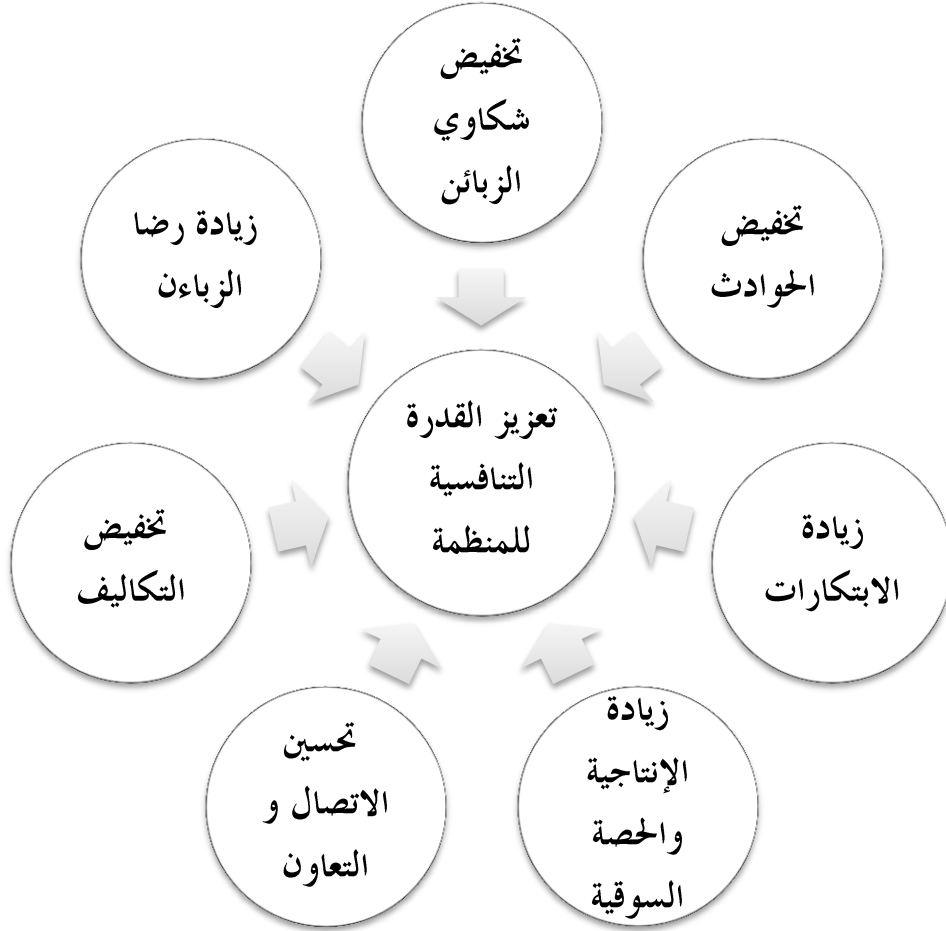 تخفيض
شكاوي
الزبائن
تخفيض
الحوادث
زيادة
الابتكارات
زيادة
الإنتاجية
والحصة
السوقية
تحسين
الاتصال و
التعاون
تخفيض
التكاليف
زيادة رضا
الزباءن
تعزيز القدرة
التنافسية
للمنظمة